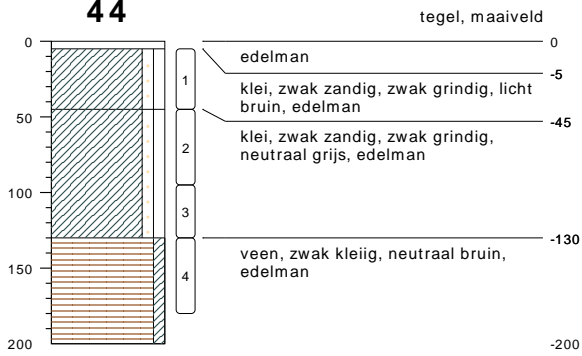 44
tegel, maaiveld
0
0
edelman
-5
1
klei, zwak zandig, zwak grindig, licht
bruin, edelman
-45
50
klei, zwak zandig, zwak grindig,
neutraal grijs, edelman
2
100
3
-130
veen, zwak kleiig, neutraal bruin,
edelman
150
4
200
-200